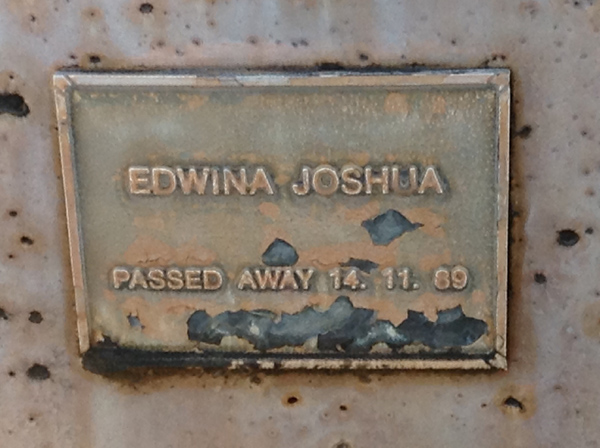 EDWINA JOSHUA
PASSED AWAY 14. 11. 89